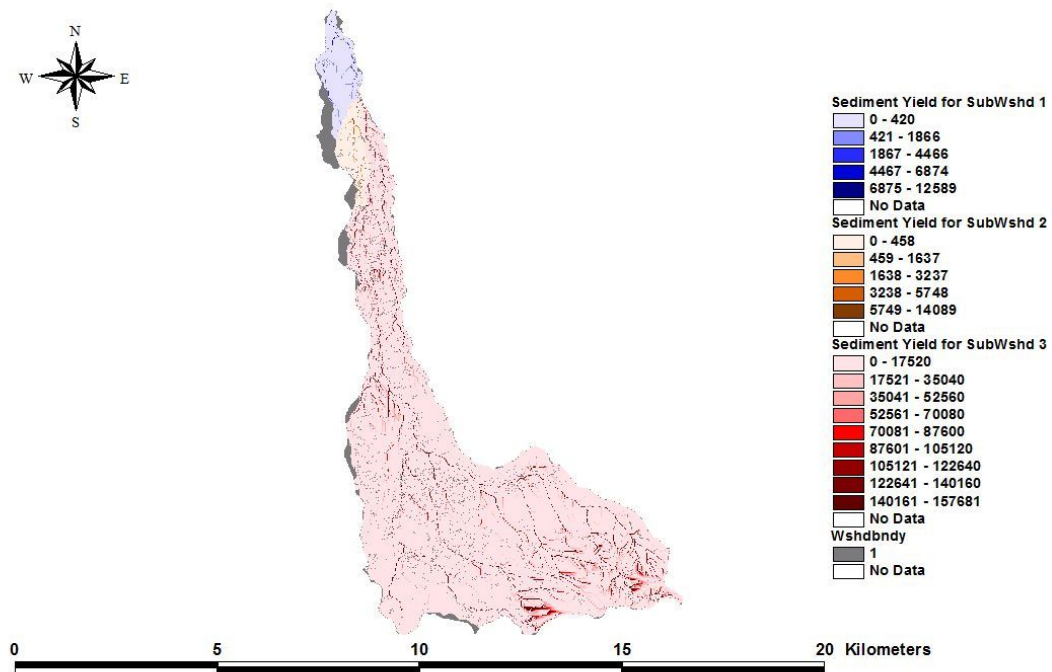 N
W E
S
Sediment Yield for SubWshd 1
0 - 420
421 - 1866
1867 - 4466
4467 - 6874
6875 - 12589
No Data
Sediment Yield for SubWshd 2
0 - 458
459 - 1637
1638 - 3237
3238 - 5748
5749 - 14089
No Data
Sediment Yield for SubWshd 3
0 - 17520
17521 - 35040
35041 - 52560
52561 - 70080
70081 - 87600
87601 - 105120
105121 - 122640
122641 - 140160
140161 - 157681
No Data
Wshdbndy
1
No Data
0 5 10 15 20 Kilometers